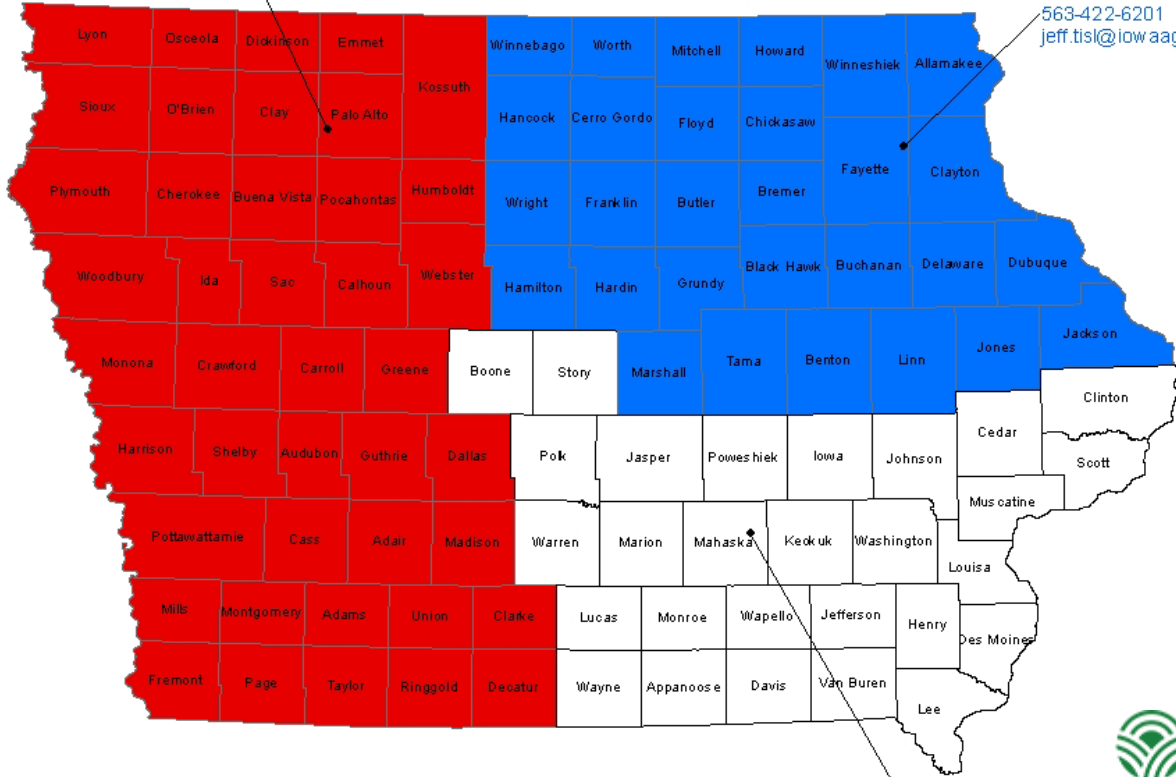 563-422-6201
jeff.tisl@iowaag
Lyon Osceola Dickinson Emmet
Winnebago Worth Mitchell Howard
Winneshiek Allamakee
Kossuth
Sioux O'Brien Clay Palo Alto
Hancock Cerro Gordo Floyd Chickasaw
Fayette Clayton
Plymouth Cherokee Buena Vista Pocahontas Humboldt
Wright Franklin Butler Bremer
Woodbury Ida Sac Calhoun Webster
Hamilton Hardin Grundy Black Hawk Buchanan Delaware Dubuque
Monona Crawford Carroll Greene Boone Story Marshall Tama Benton Linn Jones Jackson
Clinton
Harrison Shelby Audubon Guthrie Dallas Polk Jasper Poweshiek Iowa Johnson Cedar
Scott
Muscatine
Pottawattamie Cass Adair Madison Warren Marion Mahaska Keokuk Washington
Louisa
Mills Montgomery Adams Union Clarke Lucas Monroe Wapello Jefferson Henry
Des Moines
Fremont Page Taylor Ringgold Decatur Wayne Appanoose Davis Van Buren
Lee